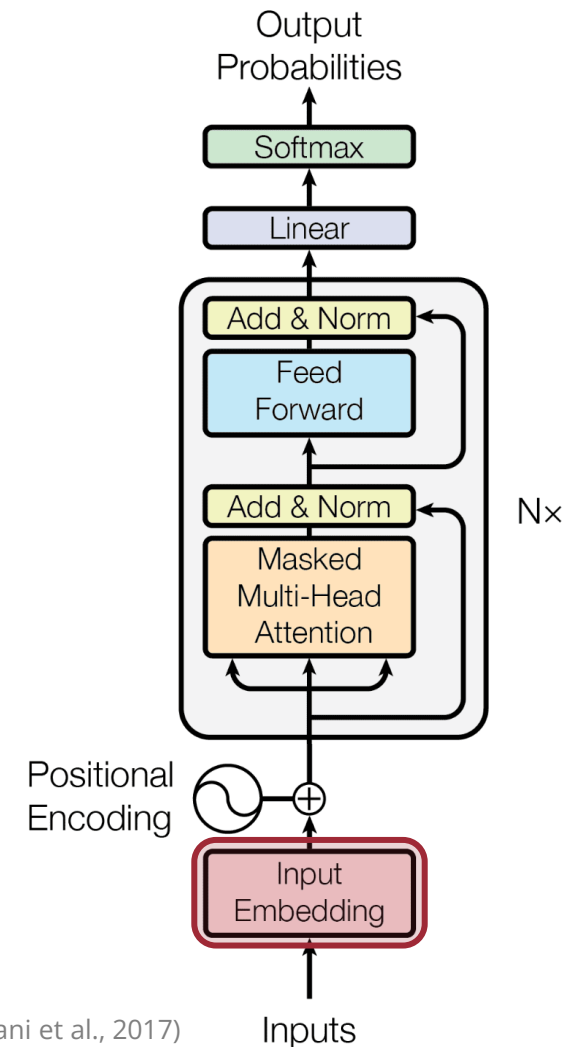 Output
Probabilities
Softmax
Linear
Add & Norm
Feed
Forward
Add & Norm
Masked
Multi-Head
Attention
N×
Positional
Encoding
Input
Embedding
et al., 2017)
Inputs